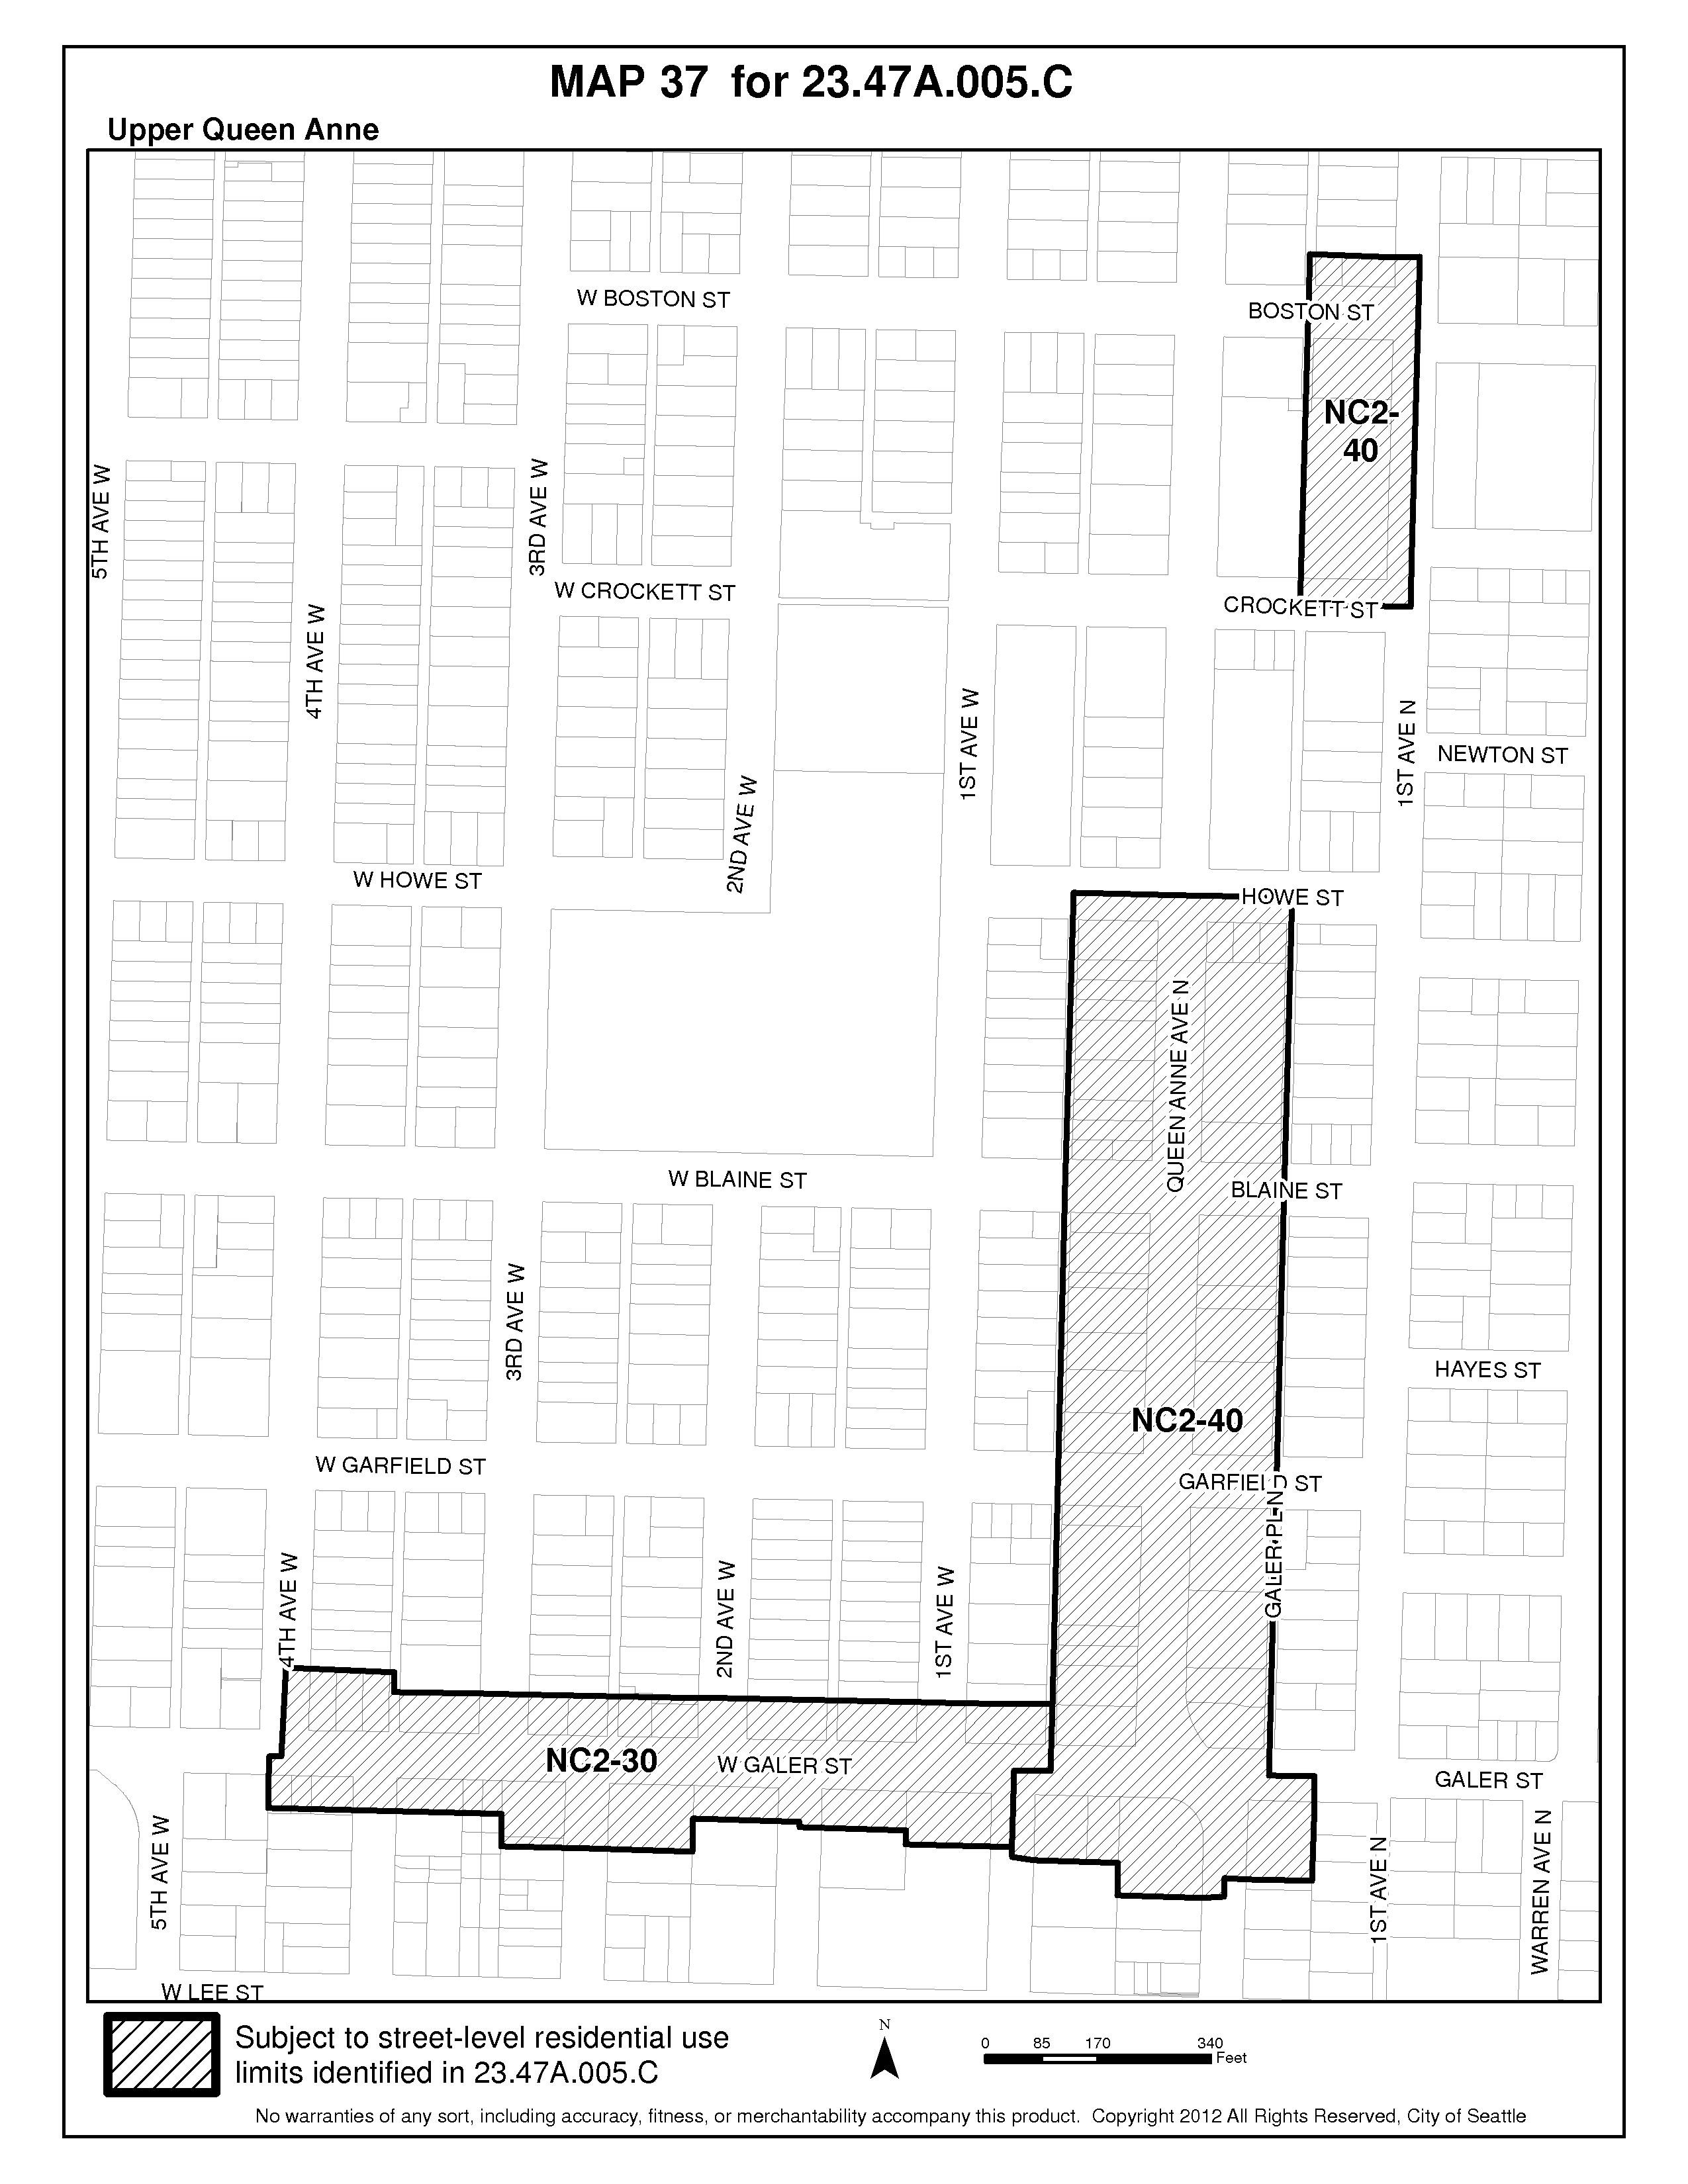 MAP 37 for 23.47A.005.C
Upper Queen Anne
W BOSTON ST
BOSTON ST
NC2-
40
5TH AVE W
3RD AVE W
W CROCKETT ST
CROCKETT ST
4TH AVE W
1ST AVE W
1ST AVE N
NEWTON ST
2ND AVE W
W HOWE ST
HOWE ST
QUEEN ANNE AVE N
W BLAINE ST
BLAINE ST
3RD AVE W
HAYES ST
NC2-40
W GARFIELD ST
GARFIELD ST
GALER PL N
4TH AVE W
2ND AVE W
1ST AVE W
NC2-30
W GALER ST
GALER ST
5TH AVE W
1ST AVE N
WARREN AVE N
W LEE ST
Subject to street-level residential use
limits identified in 23.47A.005.C
N
0 85 170 340
Feet
No warranties of any sort, including accuracy, fitness, or merchantability accompany this product. Copyright 2012 All Rights Reserved, City of Seattle